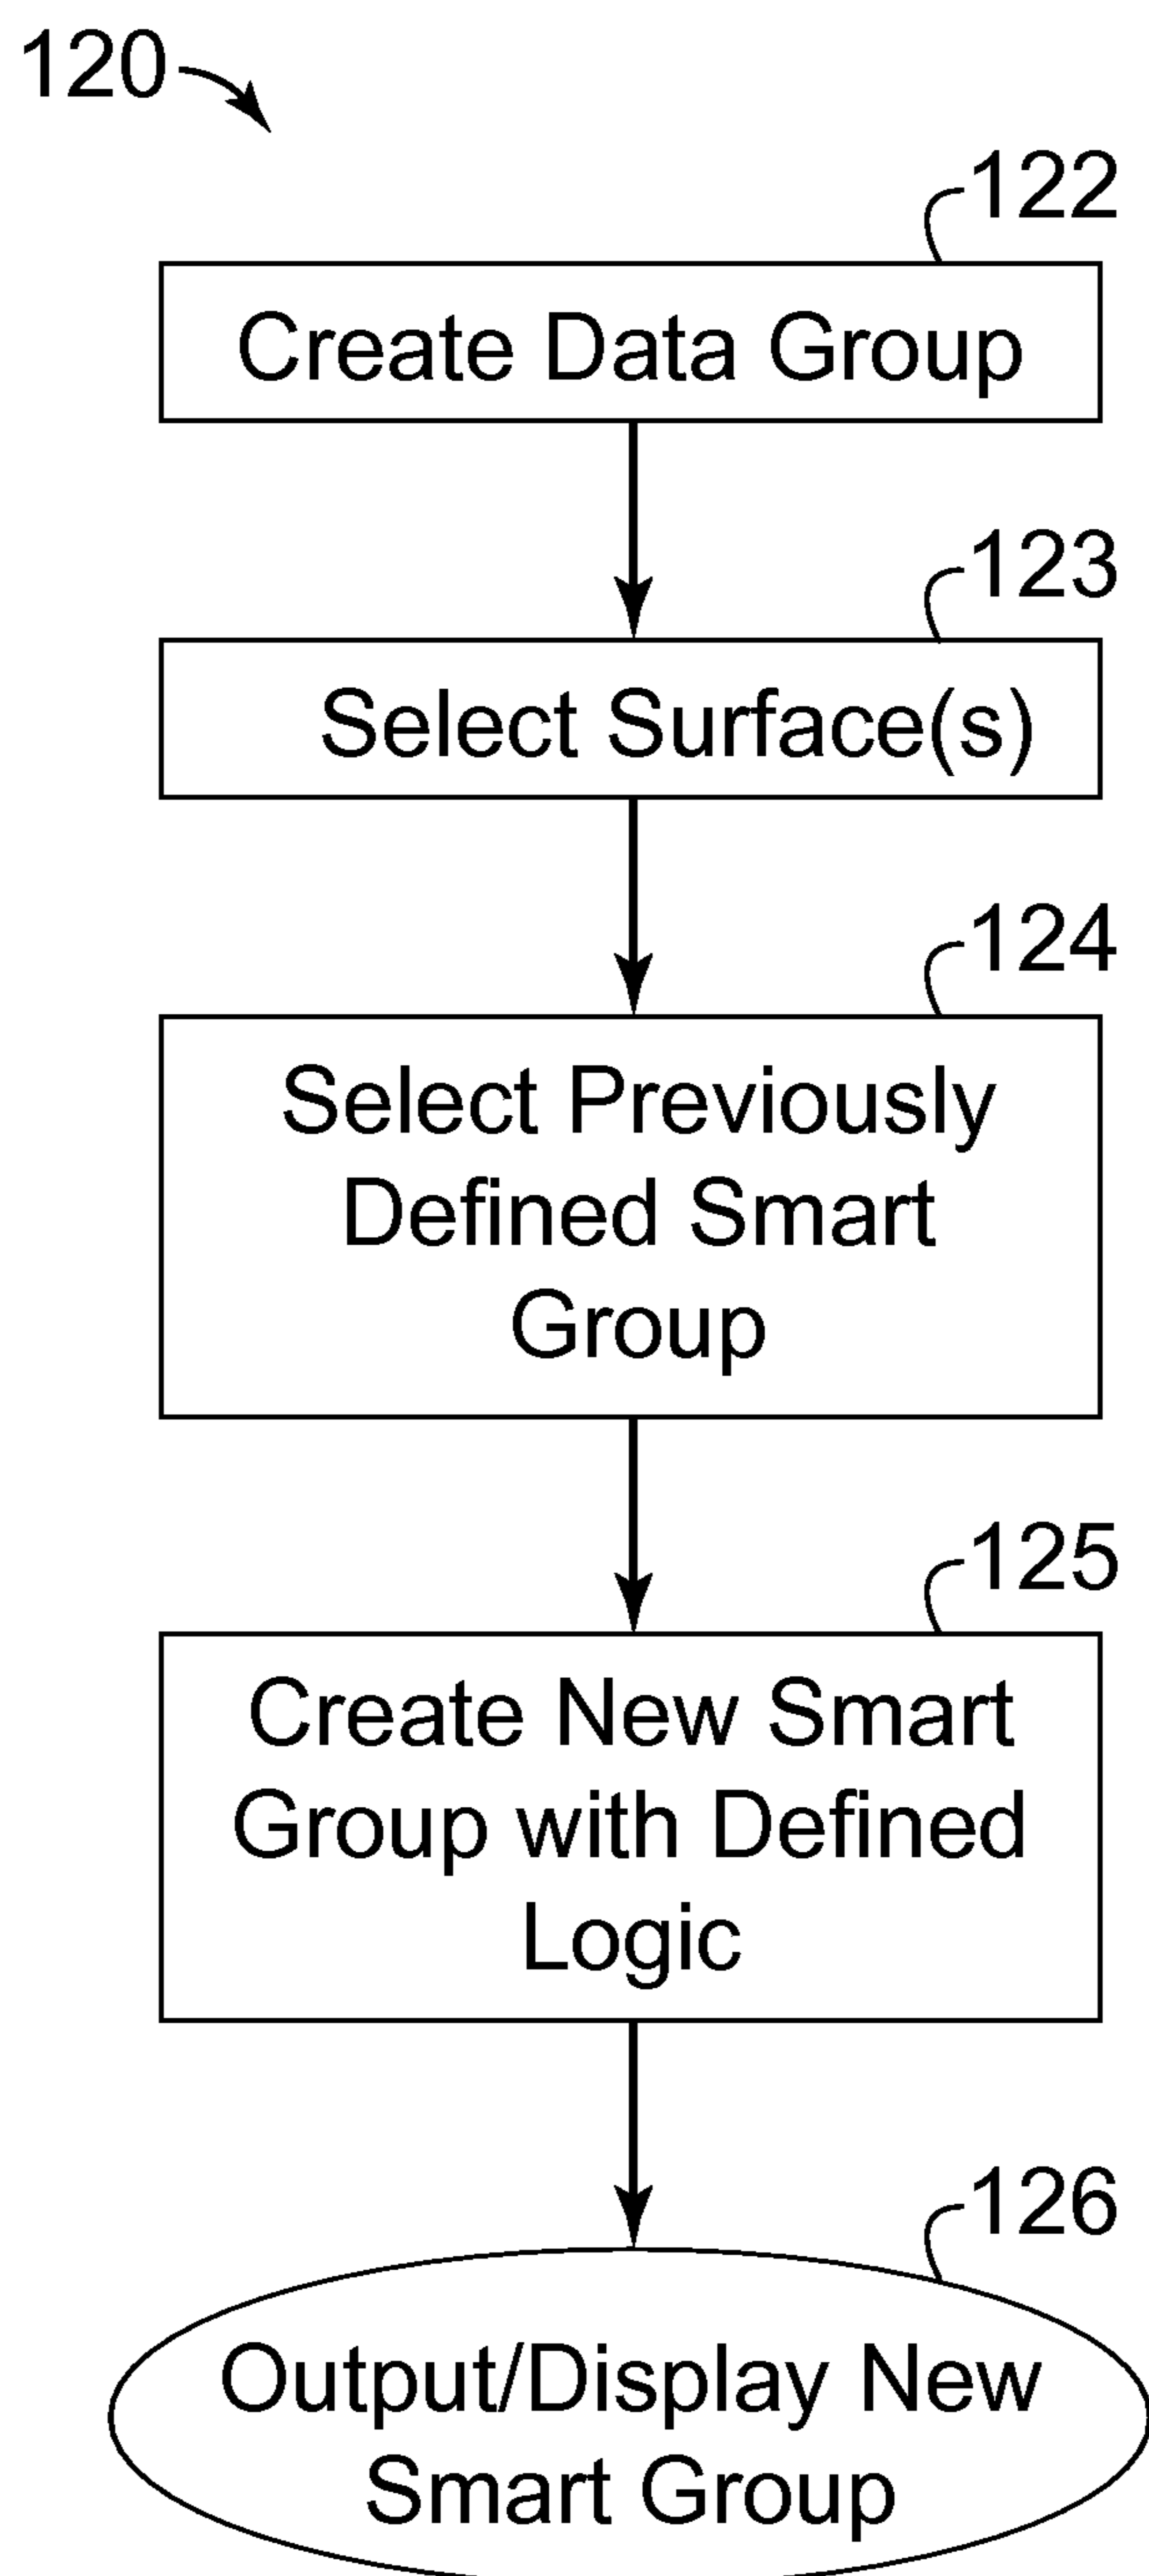 120
122
Create Data Group
123
Select Surface(s)
124
Select Previously
Defined Smart
Group
125
Create New Smart
Group with Defined
Logic
126
Output/Display New
Smart Group